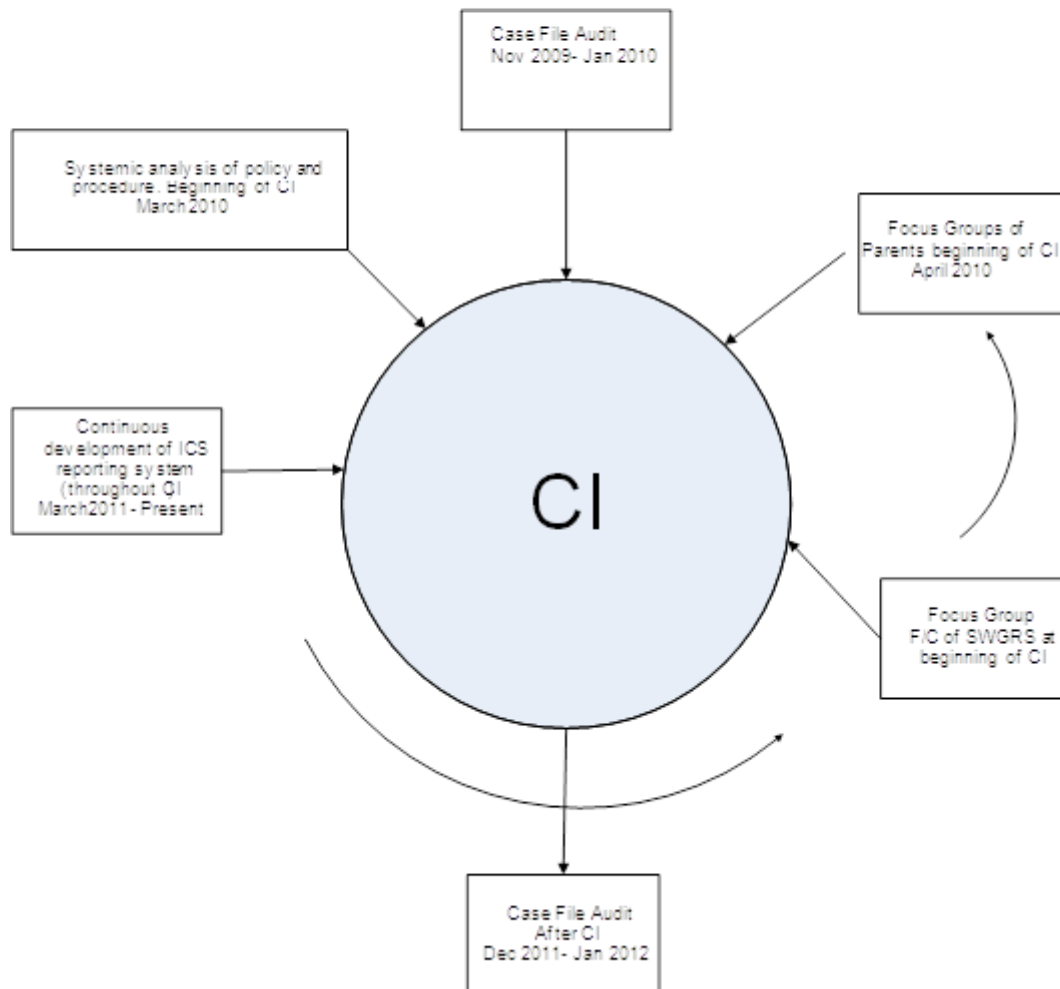 Case File Audit
Nov 2009- Jan 2010
Systemic analysis of policy and
procedure. Beginning of CI
March 2010
Focus Groups of
Parents beginning of CI
April 2010
Continuous
development of ICS
reporting system
(throughout CI
March2011 - Present
CI
Focus Group
F/C of SWGRS at
beginning of CI
Case File Audit
After CI
Dec 2011- Jan 2012